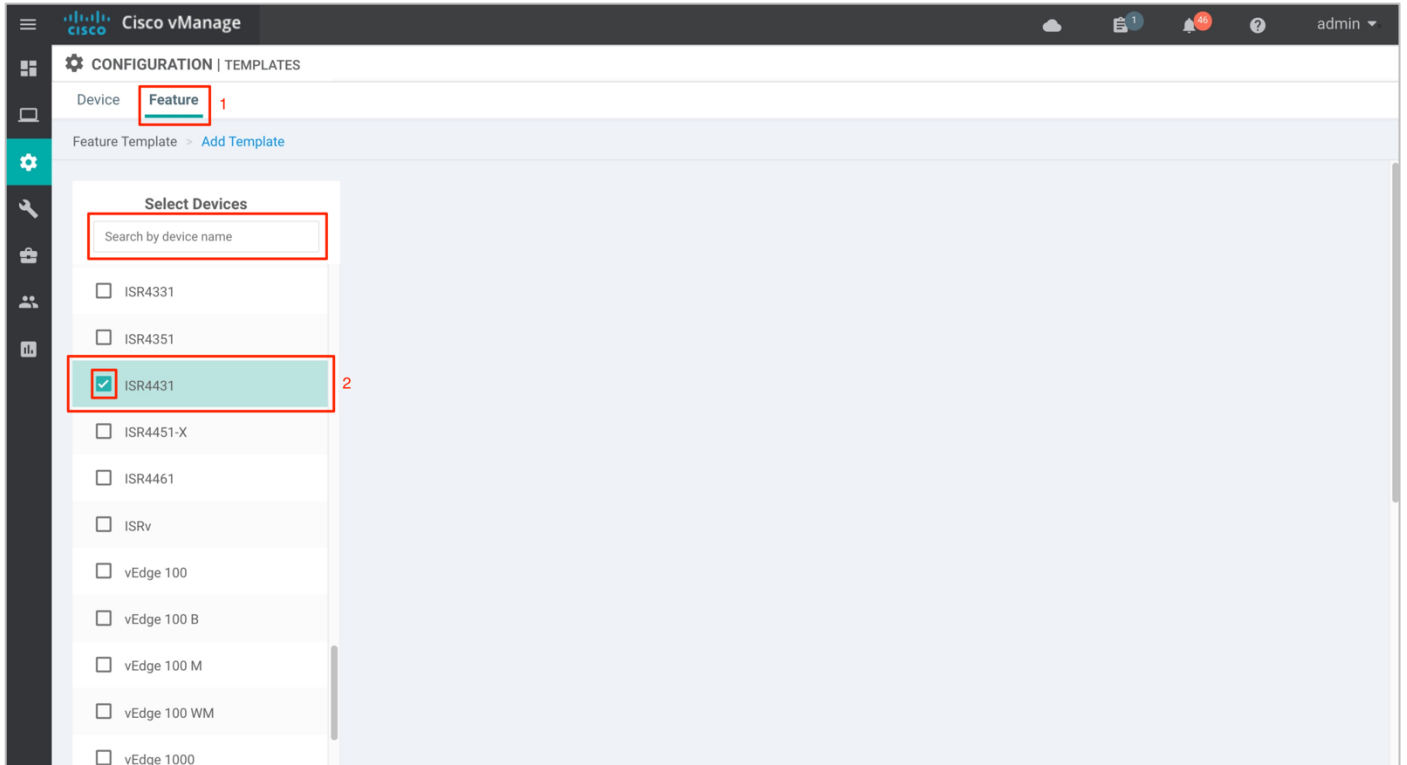 cisco Cisco vManage 1 46 ? admin
CONFIGURATION | TEMPLATES
Device Feature 1
Feature Template > Add Template
Select Devices
Search by device name
ISR4331
ISR4351
ISR4431 2
ISR4451-X
ISR4461
ISRv
vEdge 100
vEdge 100 B
vEdge 100 M
vEdge 100 WM
vEdge 1000